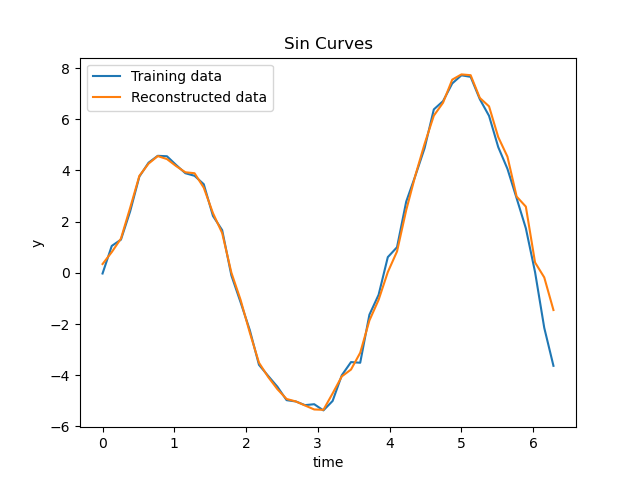 Sin Curves
Training data
Reconstructed data
8
6
4
2
0
−2
−4
−6
y
0 1 2 3 4 5 6
time